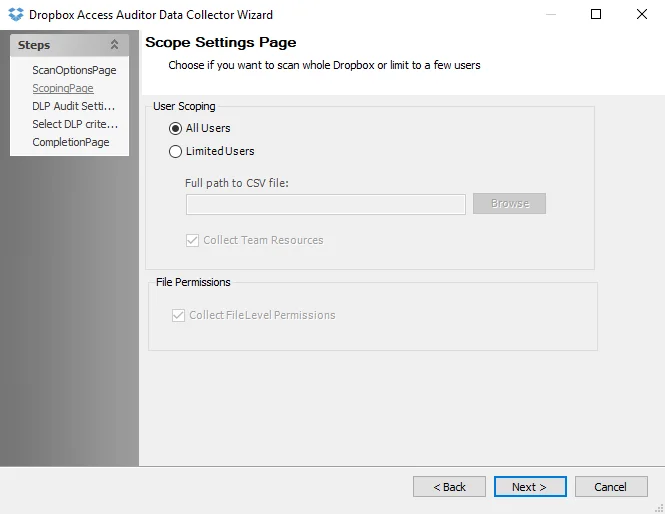 Dropbox Access Auditor Data Collector Wizard
Steps
ScanOptionsPage
ScopingPage
DLP Audit Setti...
Select DLP crite...
CompletionPage
Scope Settings Page
Choose if you want to scan whole Dropbox or limit to a few users
User Scoping
All Users
Limited Users
Full path to CSV file:
Browse
Collect Team Resources
File Permissions
Collect File Level Permissions
< Back
Next >
Cancel